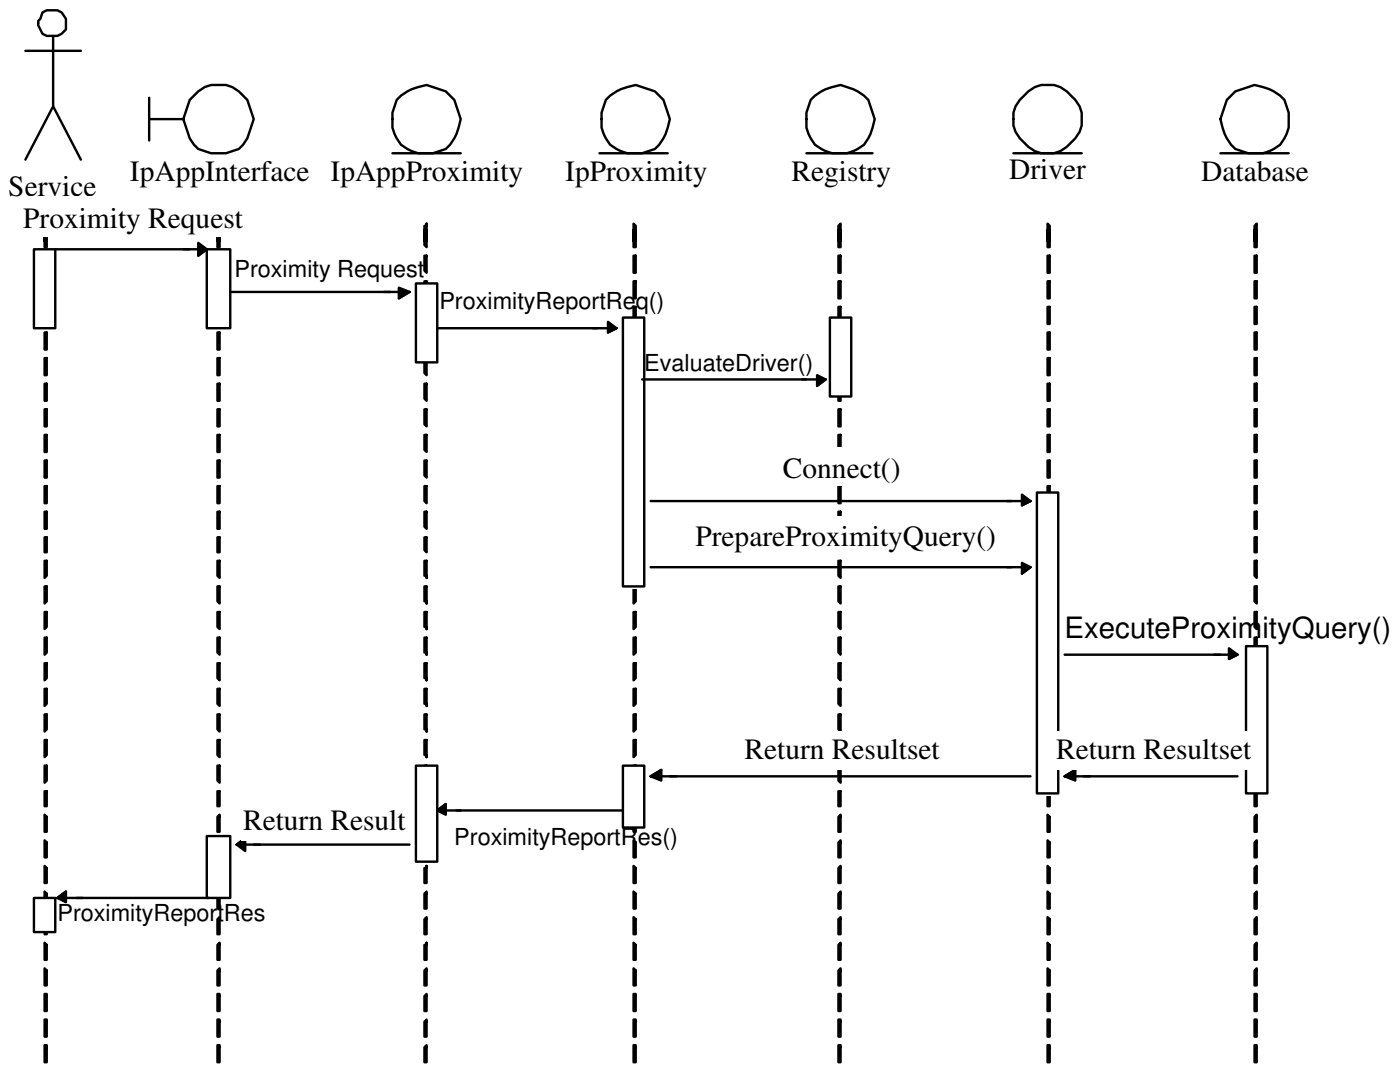 Service
IpAppInterface
IpAppProximity
IpProximity
Registry
Driver
Database
Proximity Request
Proximity Request
ProximityReportReq()
EvaluateDriver()
Connect()
PrepareProximityQuery()
ExecuteProximityQuery()
Return Resultset
Return Resultset
Return Result
ProximityReportRes()
ProximityReportRes